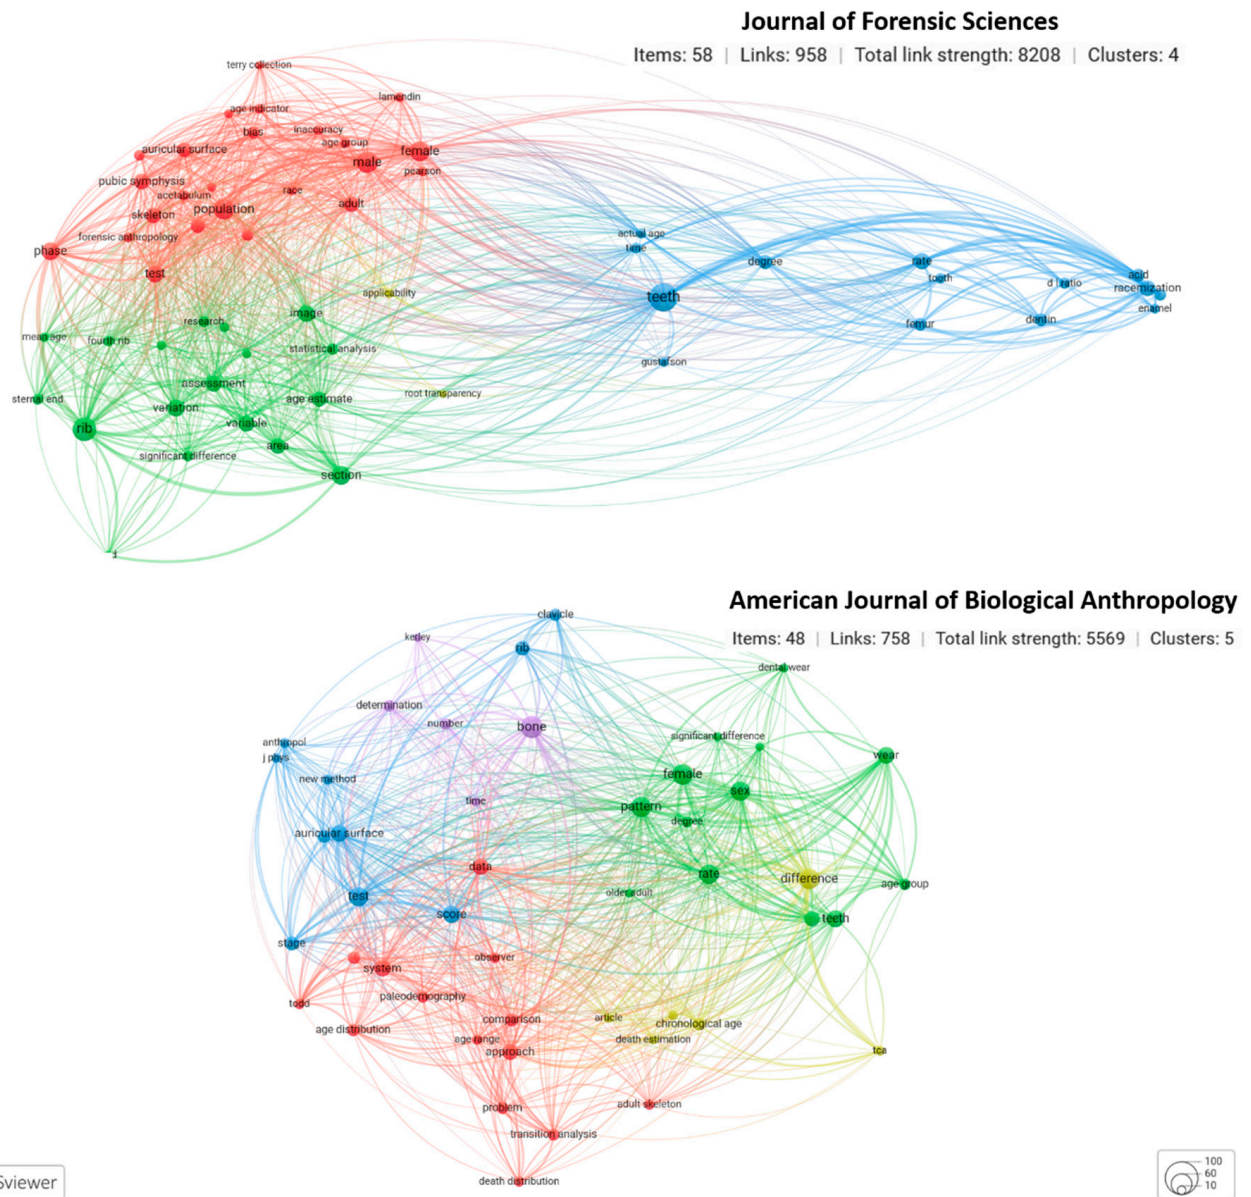 Journal of Forensic Sciences
Items: 58 | Links: 958 | Total link strength: 8208 | Clusters: 4
terry collection
lamendin
age indicator
bias
inaccuracy
age group
auricular surface
female
male
pearson
pubic symphysis
acetabulum
race
population
adult
skeleton
forensic anthropology
phase
test
actual age
time
degree
rate
tooth
d l ratio
acid
racemization
enamel
teeth
applicability
image
research
mean age
fourth rib
statistical analysis
femur
dentin
gustafson
assessment
root transparency
sternal end
variation
age estimate
rib
variable
area
significant difference
section
American Journal of Biological Anthropology
Items: 48 | Links: 758 | Total link strength: 5569 | Clusters: 5
clavicle
kerley
rib
dental wear
determination
number
bone
anthropol
j phys
significant difference
wear
new method
female
sex
time
pattern
degree
auricular surface
data
rate
difference
age group
older adult
test
score
teeth
stage
system
observer
todd
paleodemography
age distribution
comparison
article
chronological age
age range
death estimation
approach
tca
problem
adult skeleton
transition analysis
death distribution
Sviewer
100
60
10